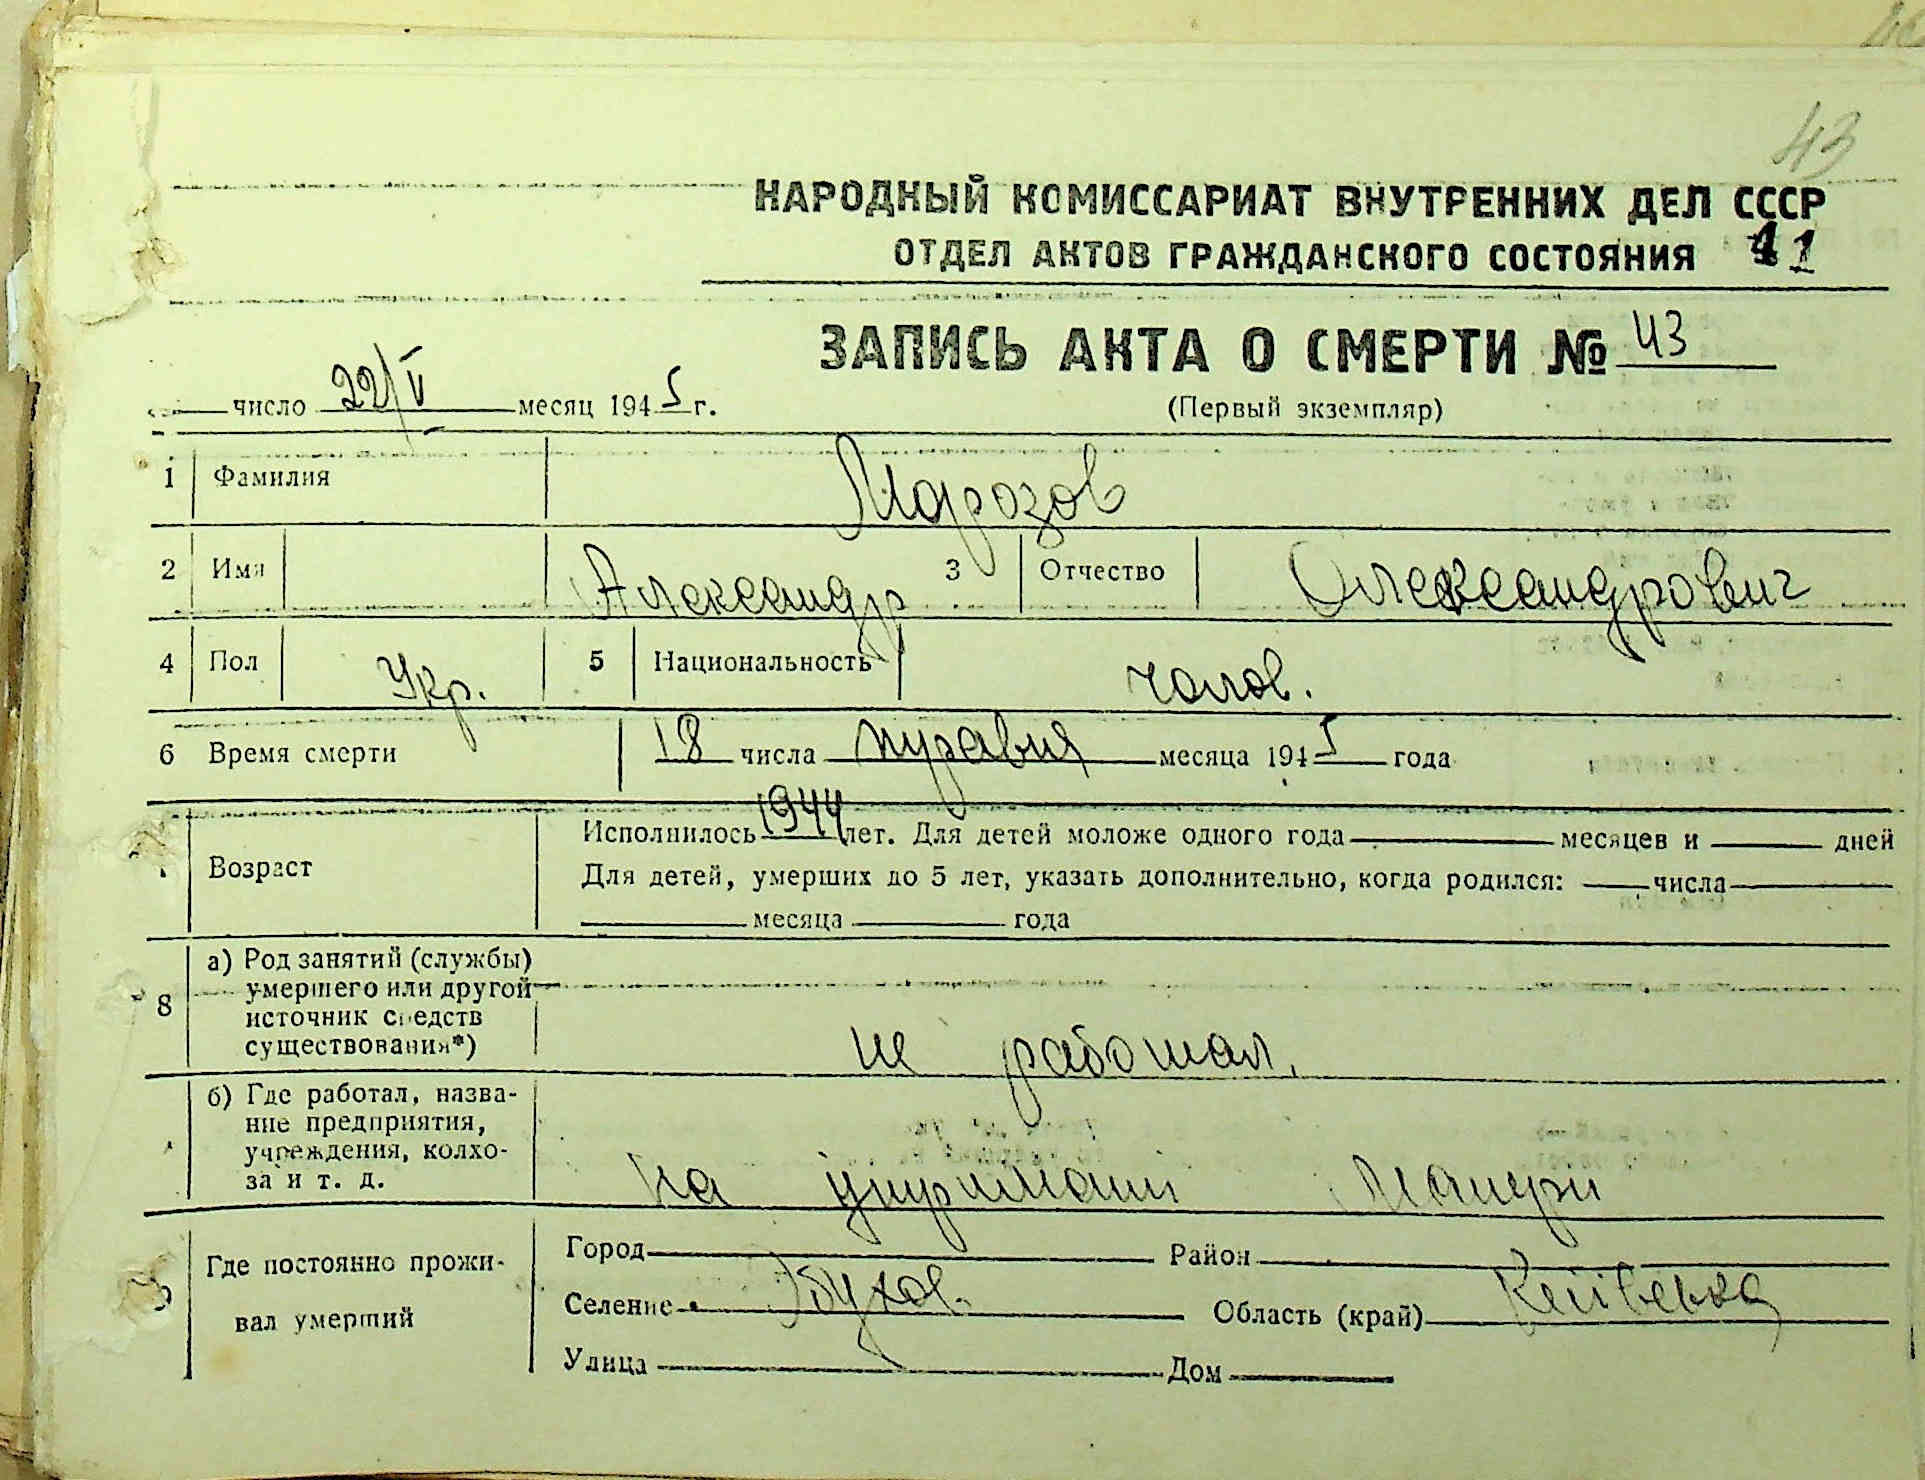 43
НАРОДНЫЙ КОМИССАРИАТ ВНУТРЕННИХ ДЕЛ СССР
ОТДЕЛ АКТОВ ГРАЖДАНСКОГО СОСТОЯНИЯ 41
ЗАПИСЬ АКТА О СМЕРТИ № 43
число 22/V месяц 1945 г.
(Первый экземпляр)
1 Фамилия Морозов
2 Имя Александр 3 Отчество Олександрович
4 Пол Укр. 5 Национальность чолов.
6 Время смерти 18 числа травня месяца 1945 года
Возраст Исполнилось 1944 лет. Для детей моложе одного года месяцев и дней
Для детей, умерших до 5 лет, указать дополнительно, когда родился: числа
месяца года
8 а) Род занятий (службы) умершего или другой источник средств существования*) не работал.
б) Где работал, название предприятия, учреждения, колхоза и т. д. на утримані Матери
Где постоянно проживал умерший
Город Район
Селение Обухов. Область (край) Київська
Улица Дом